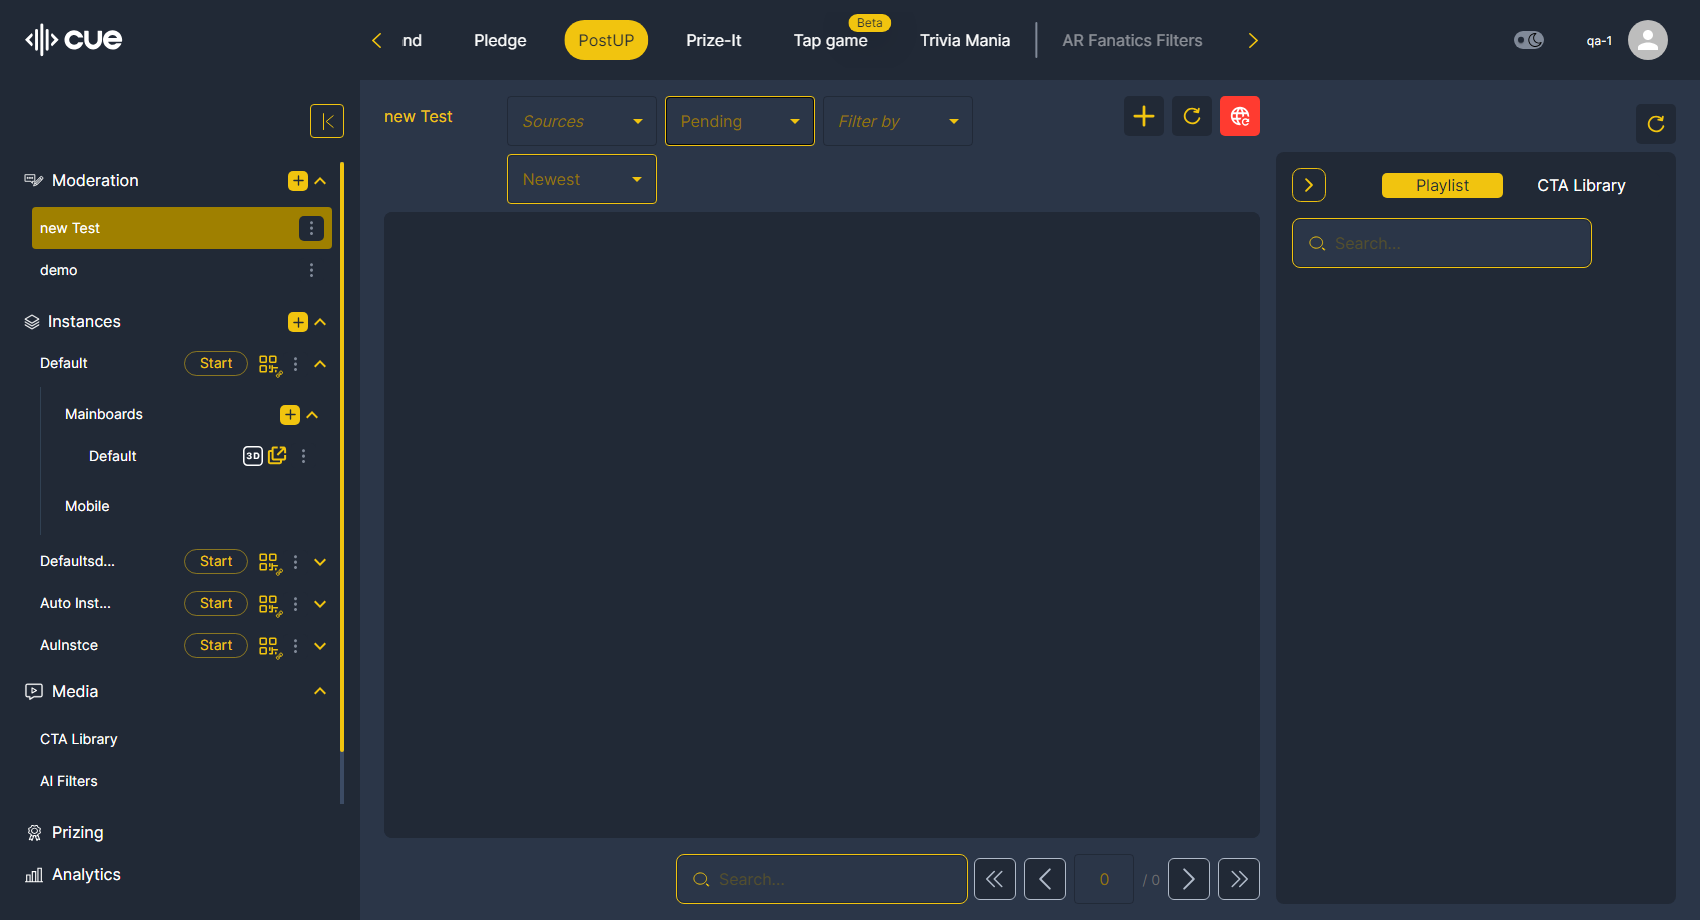 cue
nd
Pledge
PostUP
Prize-It
Beta
Tap game
Trivia Mania
AR Fanatics Filters
qa-1
Moderation
new Test
demo
Instances
Default
Start
Mainboards
Default
3D
Mobile
Defaultsd...
Start
Auto Inst...
Start
AuInstce
Start
Media
CTA Library
AI Filters
Prizing
Analytics
new Test
Sources
Pending
Filter by
Newest
Search...
0
/ 0
Playlist
CTA Library
Search...